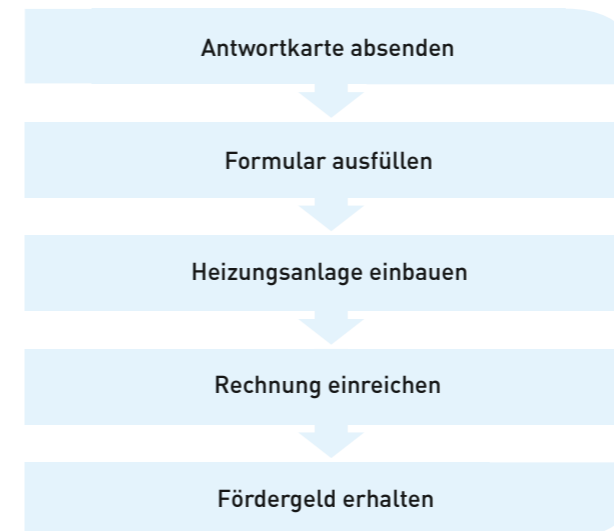 Antwortkarte absenden
Formular ausfüllen
Heizungsanlage einbauen
Rechnung einreichen
Fördergeld erhalten